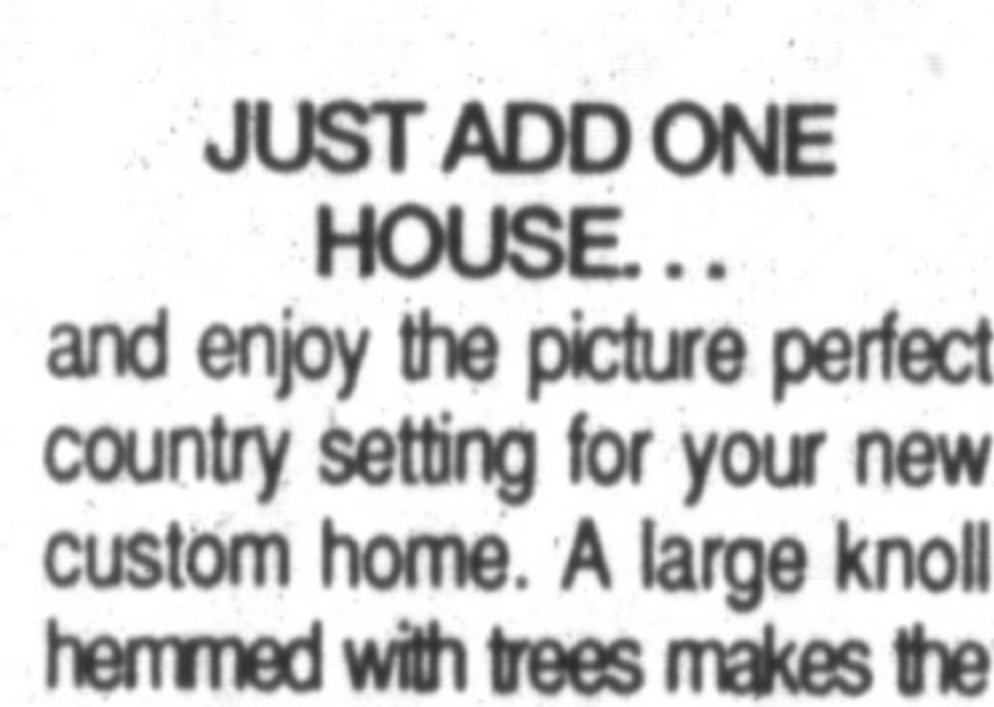 JUST ADD ONE
HOUSE. . .
and enjoy the picture perfect
country setting for your new
custom home. A large knoll
hemmed with trees makes the